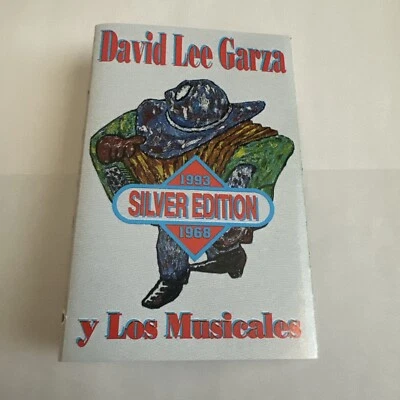 David Lee Garza
1993
SILVER EDITION
1968
y Los Musicales